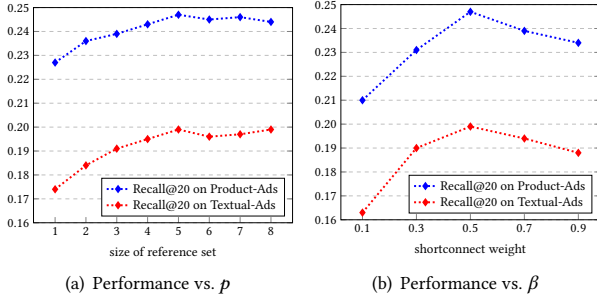 0.25
0.24
0.23
0.22
0.21
0.20
0.19
0.18
0.17
0.16
1 2 3 4 5 6 7 8
Recall@20 on Product-Ads
Recall@20 on Textual-Ads
size of reference set
(a) Performance vs. p
0.25
0.24
0.23
0.22
0.21
0.20
0.19
0.18
0.17
0.16
0.1 0.3 0.5 0.7 0.9
Recall@20 on Product-Ads
Recall@20 on Textual-Ads
shortconnect weight
(b) Performance vs. β